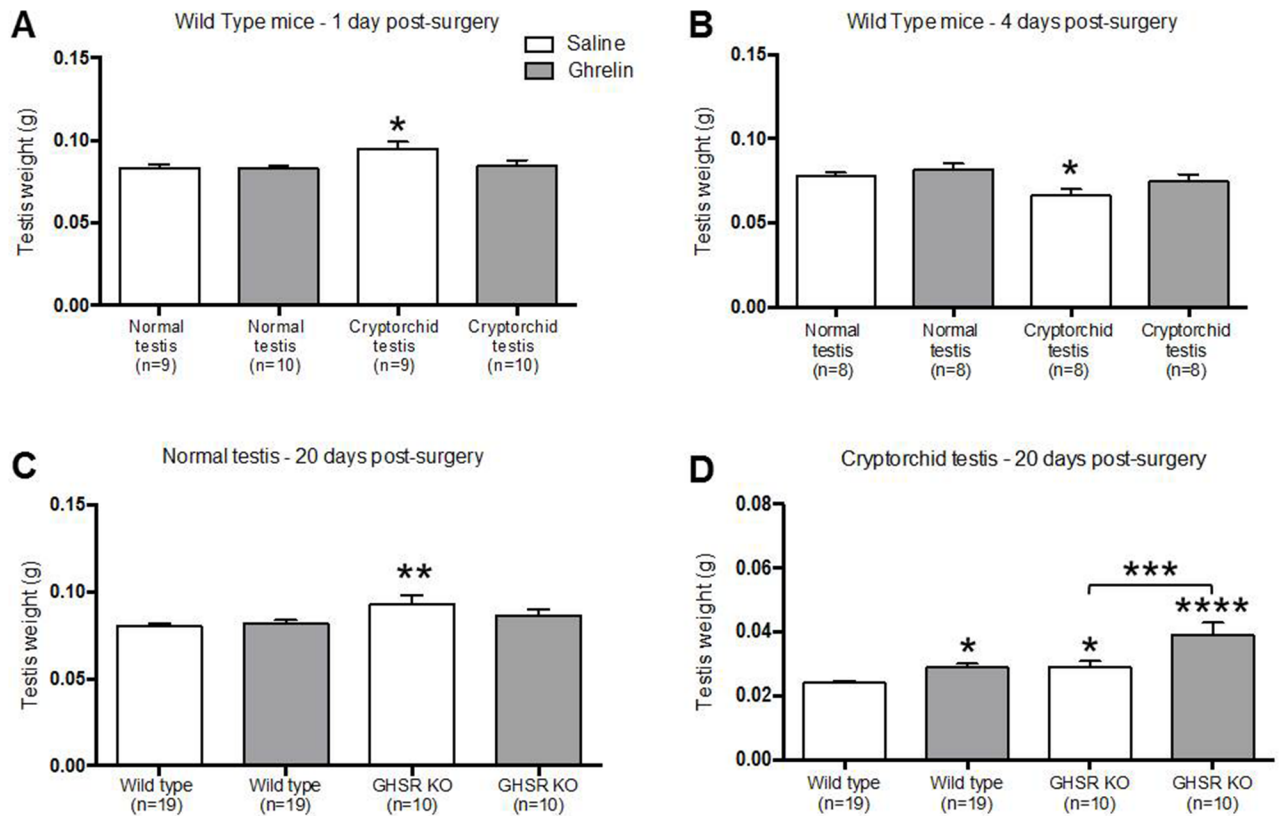 A
Wild Type mice - 1 day post-surgery
Saline
Ghrelin
Testis weight (g)
0.15
0.10
0.05
0.00
*
Normal testis (n=9)
Normal testis (n=10)
Cryptorchid testis (n=9)
Cryptorchid testis (n=10)
B
Wild Type mice - 4 days post-surgery
Testis weight (g)
0.15
0.10
0.05
0.00
*
Normal testis (n=8)
Normal testis (n=8)
Cryptorchid testis (n=8)
Cryptorchid testis (n=8)
C
Normal testis - 20 days post-surgery
Testis weight (g)
0.15
0.10
0.05
0.00
**
Wild type (n=19)
Wild type (n=19)
GHSR KO (n=10)
GHSR KO (n=10)
D
Cryptorchid testis - 20 days post-surgery
Testis weight (g)
0.08
0.06
0.04
0.02
0.00
***
****
*
*
Wild type (n=19)
Wild type (n=19)
GHSR KO (n=10)
GHSR KO (n=10)